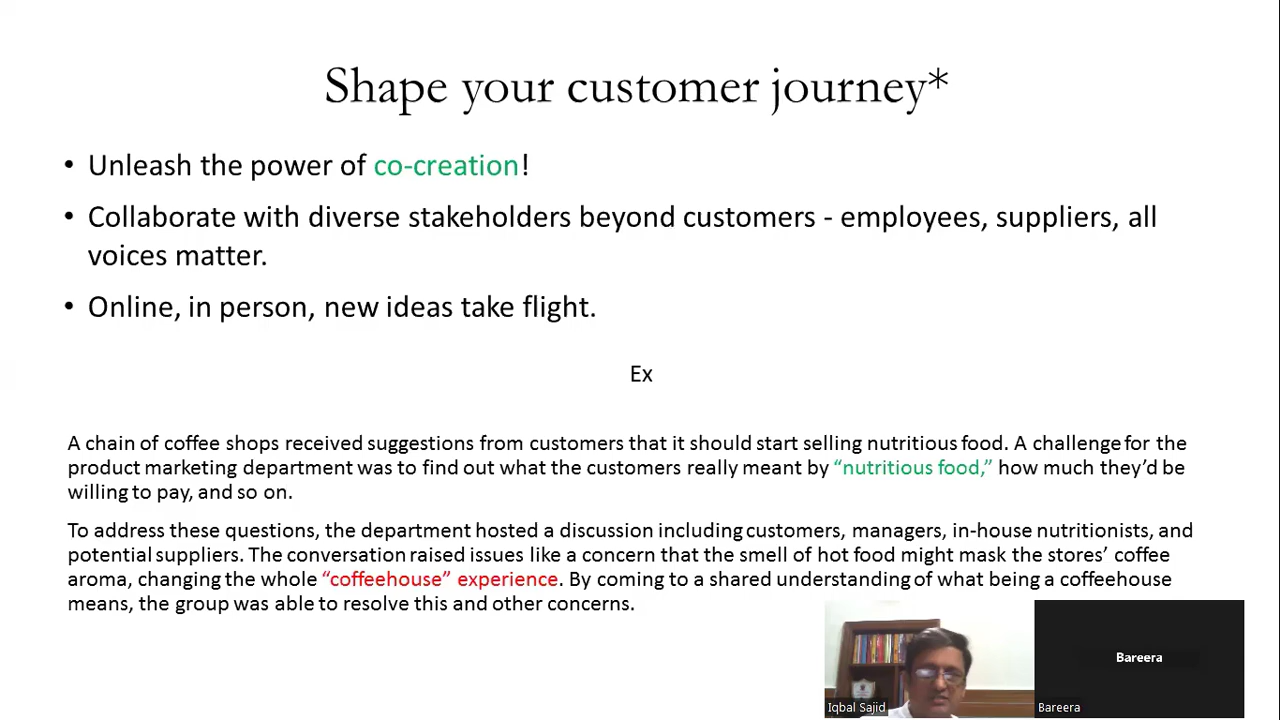 Shape your customer journey*
• Unleash the power of co-creation!
• Collaborate with diverse stakeholders beyond customers - employees, suppliers, all
voices matter.
• Online, in person, new ideas take flight.
Ex
A chain of coffee shops received suggestions from customers that it should start selling nutritious food. A challenge for the
product marketing department was to find out what the customers really meant by “nutritious food,” how much they’d be
willing to pay, and so on.
To address these questions, the department hosted a discussion including customers, managers, in-house nutritionists, and
potential suppliers. The conversation raised issues like a concern that the smell of hot food might mask the stores’ coffee
aroma, changing the whole “coffeehouse” experience. By coming to a shared understanding of what being a coffeehouse
means, the group was able to resolve this and other concerns.
Bareera
Iqbal Sajid
Bareera